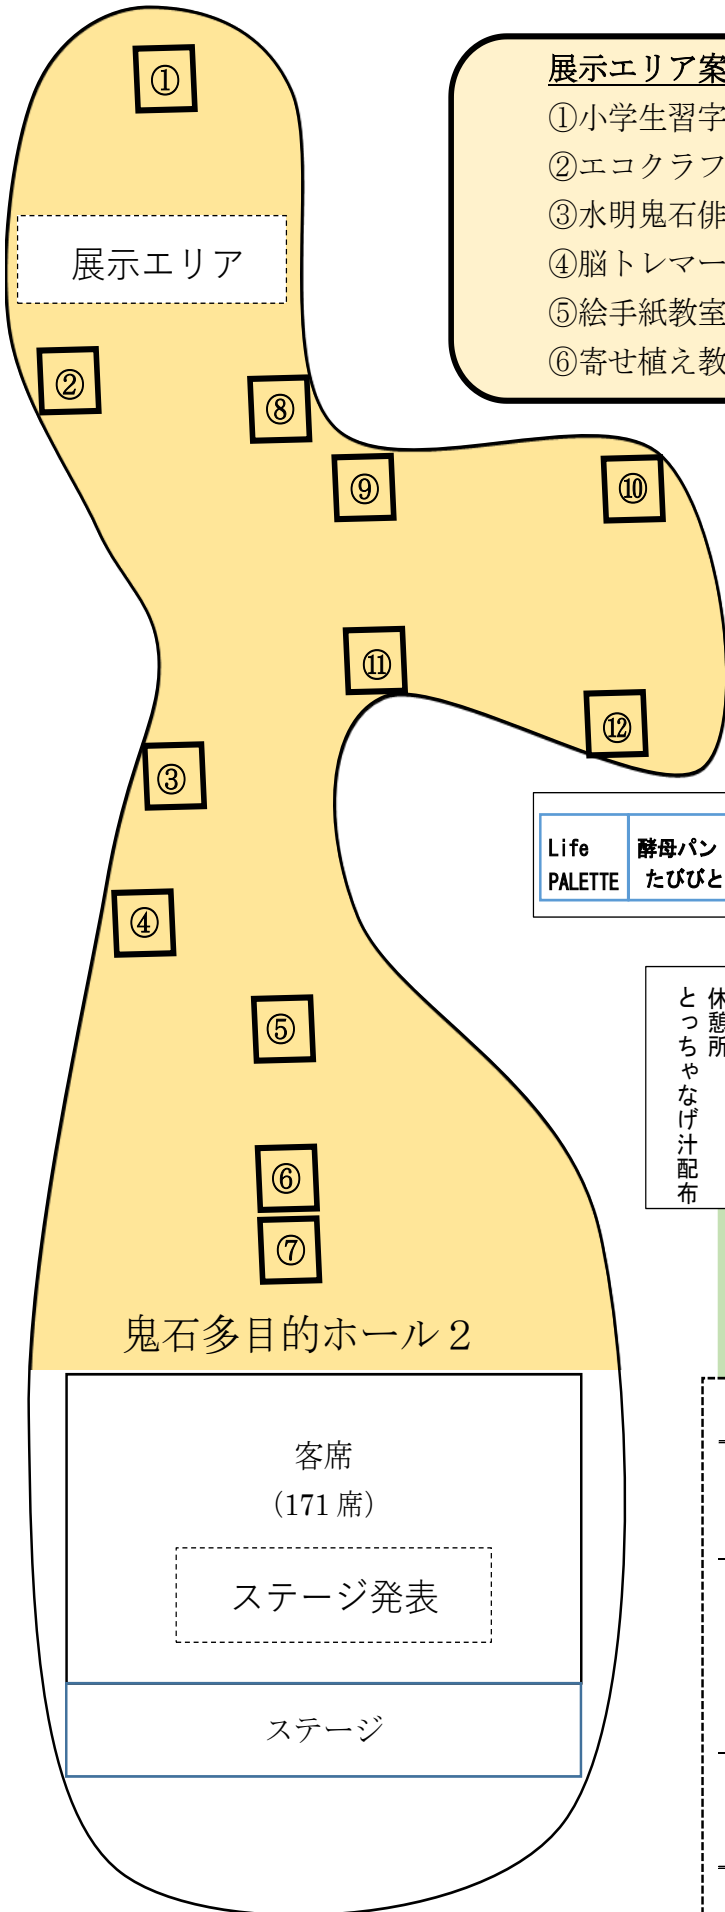 ①
展示エリア
②
⑧
⑨
⑩
⑪
⑫
③
④
⑤
⑥
⑦
鬼石多目的ホール２
客席
（171 席）
ステージ発表
ステージ
展示エリア案
①小学生習字
②エコクラフ
③水明鬼石俳
④脳トレマー
⑤絵手紙教室
⑥寄せ植え教
Life
PALETTE
酵母パン
たびびと
休憩所
とっちゃなげ汁配布